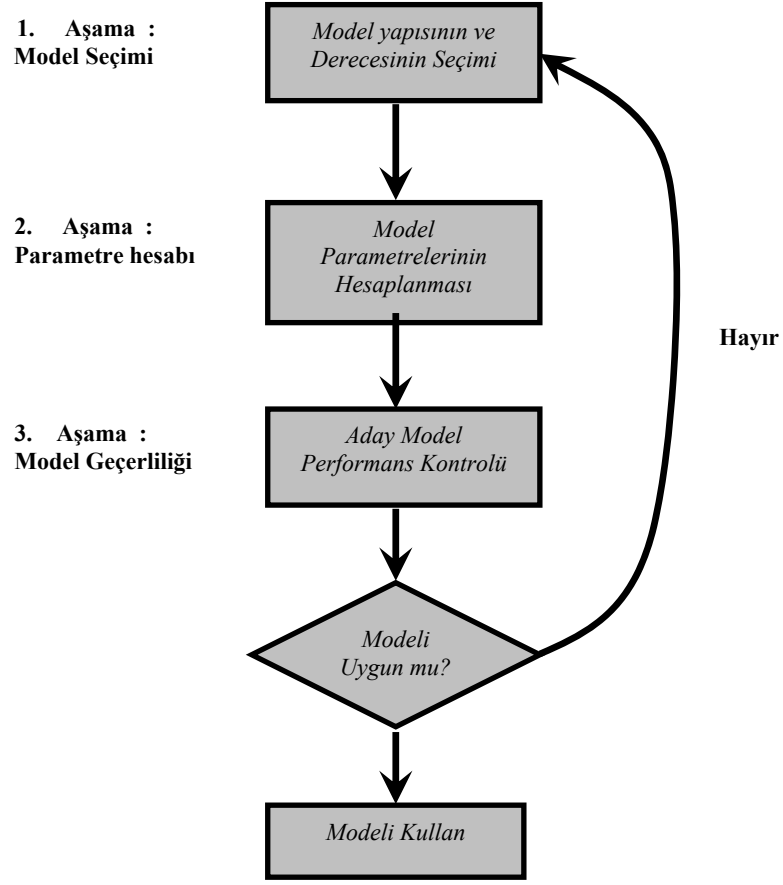 1. Aşama :
Model Seçimi
Model yapısının ve
Derecesinin Seçimi
2. Aşama :
Parametre hesabı
Model
Parametrelerinin
Hesaplanması
Hayır
3. Aşama :
Model Geçerliliği
Aday Model
Performans Kontrolü
Modeli
Uygun mu?
Modeli Kullan